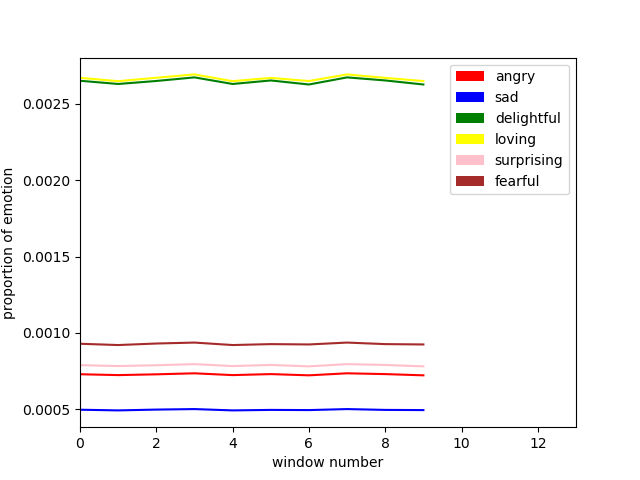 0.0025
0.0020
0.0015
0.0010
0.0005
proportion of emotion
0 2 4 6 8 10 12
window number
angry
sad
delightful
loving
surprising
fearful